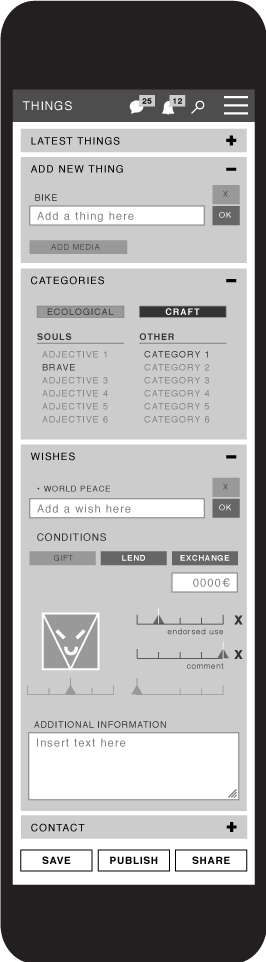 THINGS 25 12
LATEST THINGS
ADD NEW THING
X
BIKE
Add a thing here OK
ADD MEDIA
CATEGORIES
ECOLOGICAL CRAFT
SOULS OTHER
ADJECTIVE 1 CATEGORY 1
BRAVE CATEGORY 2
ADJECTIVE 3 CATEGORY 3
ADJECTIVE 4 CATEGORY 4
ADJECTIVE 5 CATEGORY 5
ADJECTIVE 6 CATEGORY 6
WISHES
• WORLD PEACE X
Add a wish here OK
CONDITIONS
GIFT LEND EXCHANGE
0000€
X
endorsed use
X
comment
ADDITIONAL INFORMATION
Insert text here
CONTACT
SAVE PUBLISH SHARE